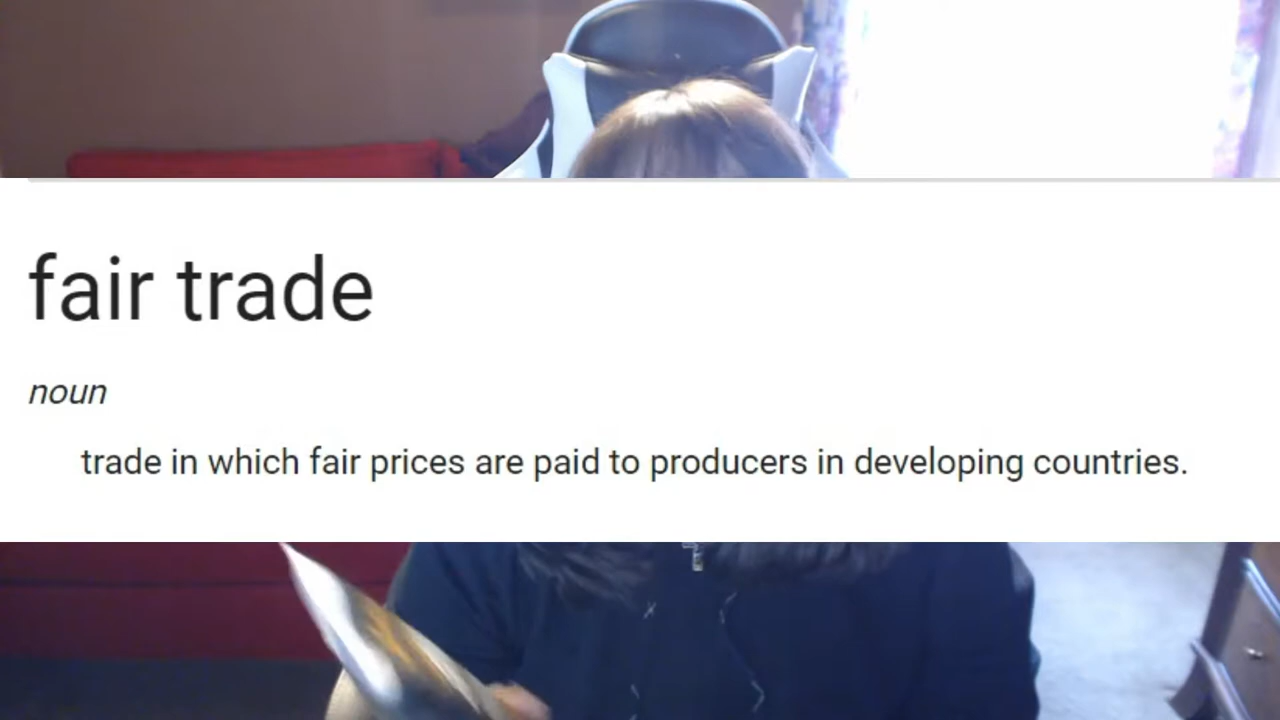 fair trade
noun
trade in which fair prices are paid to producers in developing countries.